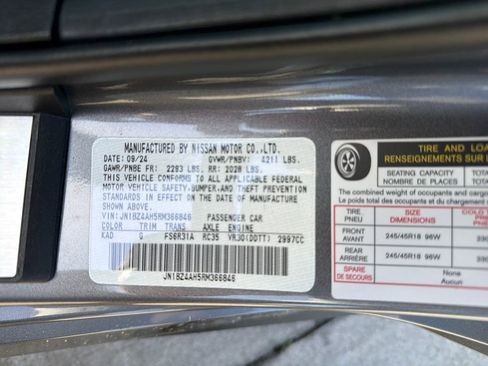 MANUFACTURED BY NISSAN MOTOR CO.,LTD.
DATE: 09/24 GVWR/PNBV: 4211 LBS.
GAWR/PNBE FR: 2293 LBS. RR: 2028 LBS.
THIS VEHICLE CONFORMS TO ALL APPLICABLE FEDERAL
MOTOR VEHICLE SAFETY,BUMPER,AND THEFT PREVENTION
STANDARDS IN EFFECT ON THE DATE OF MANUFACTURE
SHOWN ABOVE.
VIN: JN1BZ4AH5RM366846 PASSENGER CAR
COLOR TRIM TRANS AXLE ENGINE
KAD G FS6R31A RC35 VR30(DDTT) 2997CC
JN1BZ4AH5RM366846
TIRE AND LOA
RENSEIGNEMENTS SUR L
SEATING CAPACITY TOTA
NOMBRE DE PLACES TOTA
The combined weight of occupants and cargo
Le poids total des occupants et du chargement
TIRE SIZE COLD
PNEU DIMENSIONS
FRONT
AVANT 245/45R18 96W 230
REAR
ARRIÈRE 245/45R18 96W 230
SPARE None
DE SECOURS Aucun